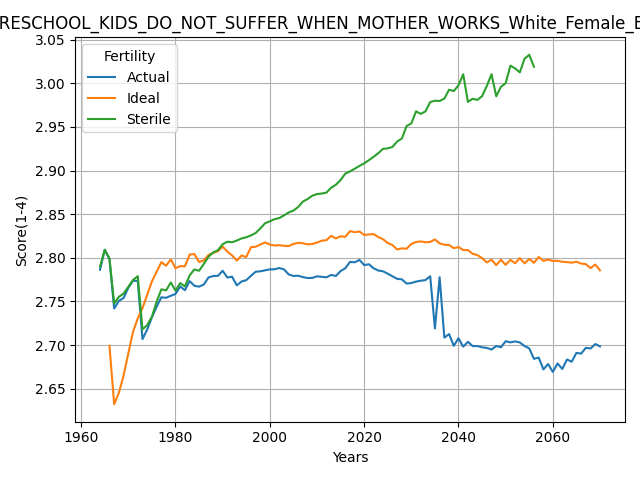 RESCHOOL_KIDS_DO_NOT_SUFFER_WHEN_MOTHER_WORKS_White_Female_E
3.05
3.00
2.95
2.90
2.85
2.80
2.75
2.70
2.65
Score(1-4)
Fertility
Actual
Ideal
Sterile
1960 1980 2000 2020 2040 2060
Years